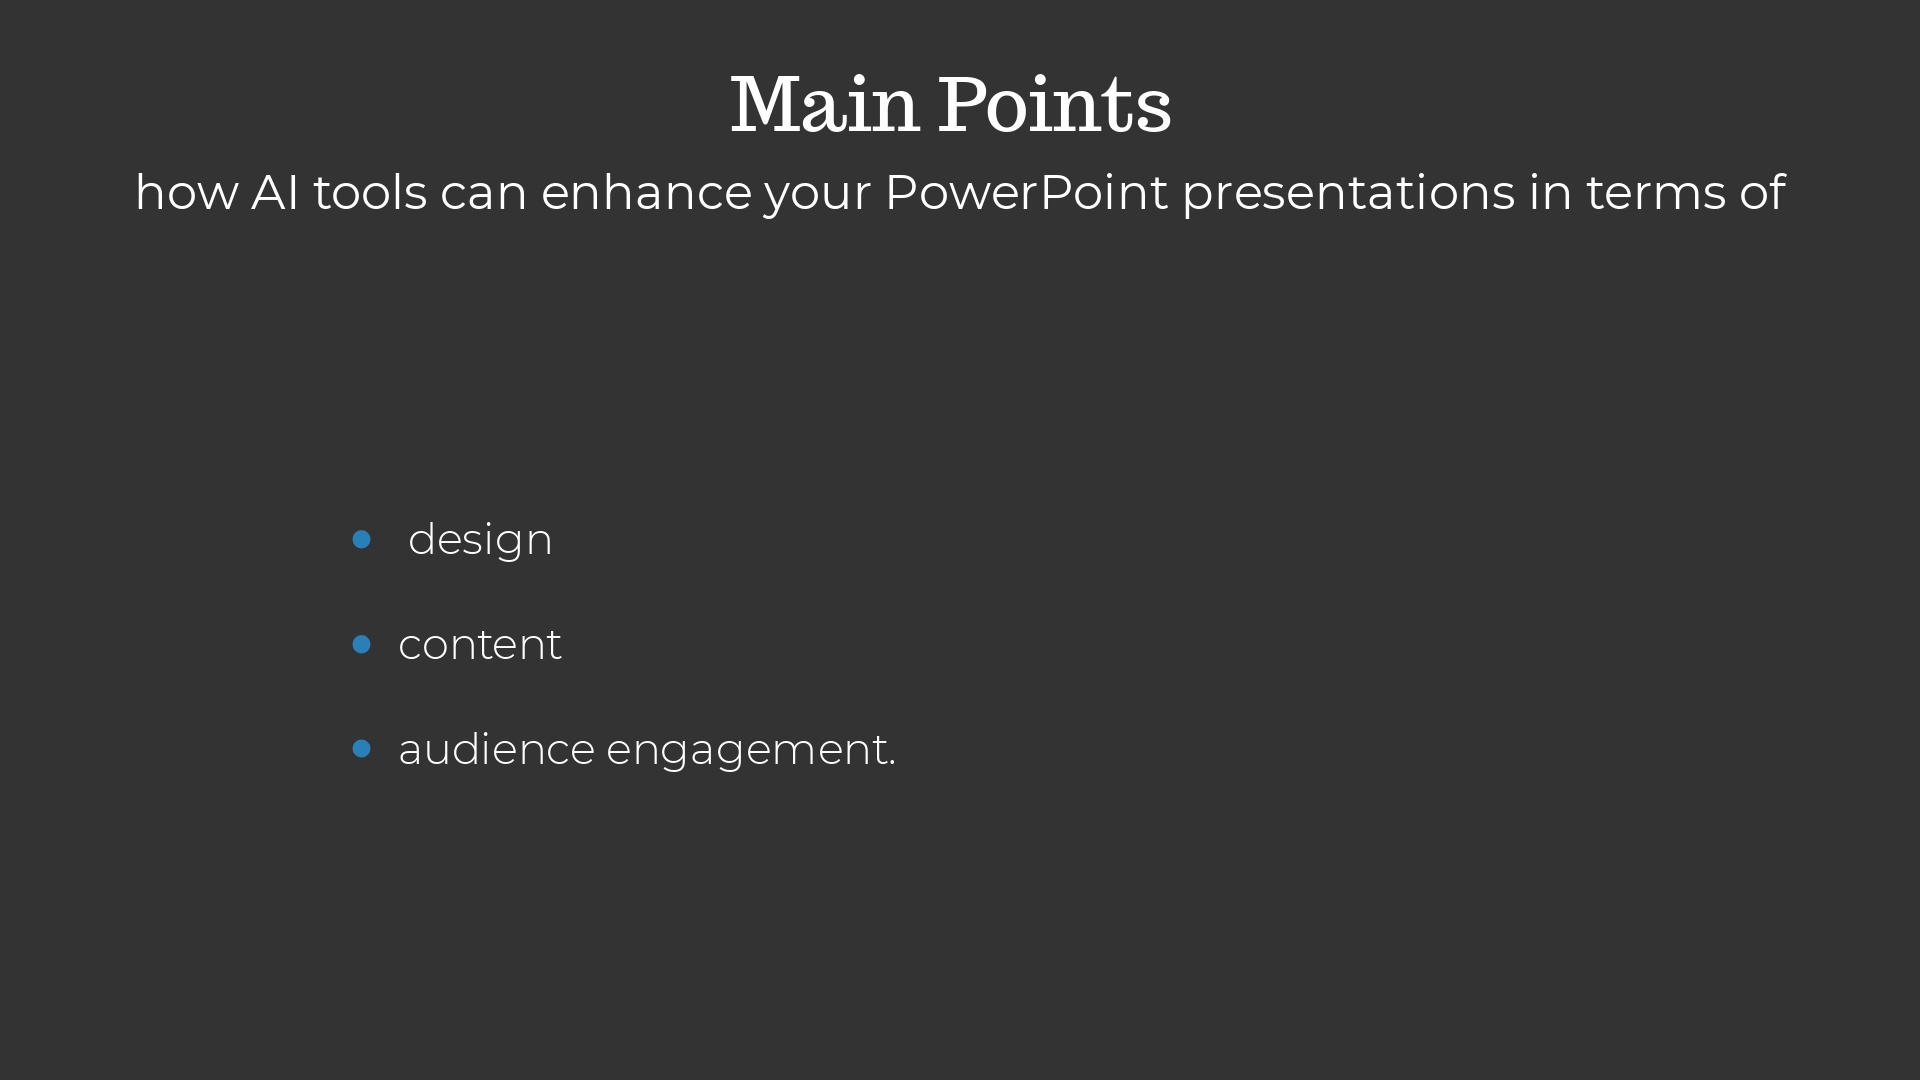 Main Points
how AI tools can enhance your PowerPoint presentations in terms of
design
content
audience engagement.